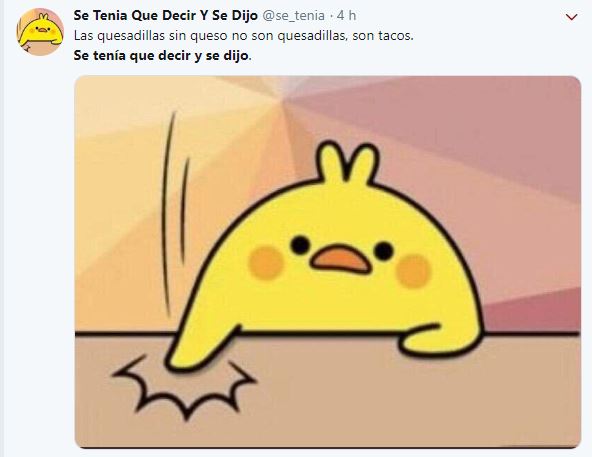 Se Tenia Que Decir Y Se Dijo @se_tenia · 4 h
Las quesadillas sin queso no son quesadillas, son tacos.
Se tenía que decir y se dijo.